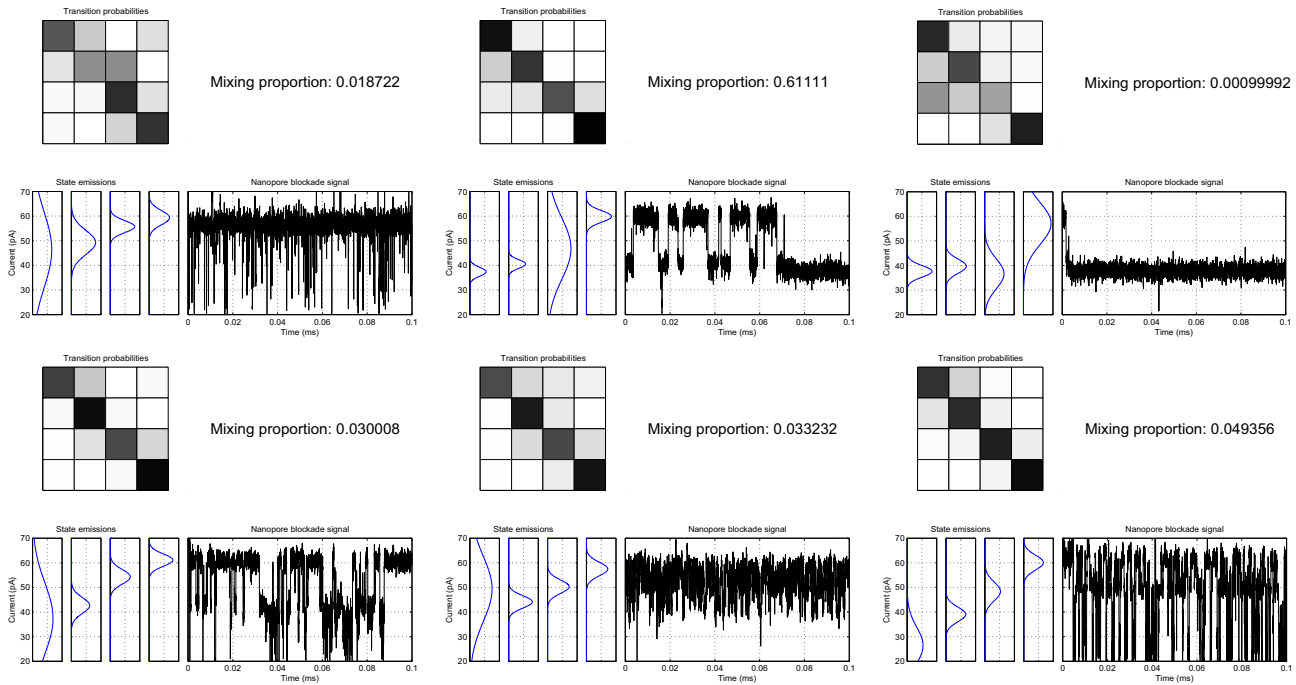 Transition probabilities
Mixing proportion: 0.018722
State emissions
Nanopore blockade signal
Current (pA)
70
60
50
40
30
20
0 0.02 0.04 0.06 0.08 0.1
Time (ms)
Transition probabilities
Mixing proportion: 0.61111
State emissions
Nanopore blockade signal
Current (pA)
70
60
50
40
30
20
0 0.02 0.04 0.06 0.08 0.1
Time (ms)
Transition probabilities
Mixing proportion: 0.00099992
State emissions
Nanopore blockade signal
Current (pA)
70
60
50
40
30
20
0 0.02 0.04 0.06 0.08 0.1
Time (ms)
Transition probabilities
Mixing proportion: 0.030008
State emissions
Nanopore blockade signal
Current (pA)
70
60
50
40
30
20
0 0.02 0.04 0.06 0.08 0.1
Time (ms)
Transition probabilities
Mixing proportion: 0.033232
State emissions
Nanopore blockade signal
Current (pA)
70
60
50
40
30
20
0 0.02 0.04 0.06 0.08 0.1
Time (ms)
Transition probabilities
Mixing proportion: 0.049356
State emissions
Nanopore blockade signal
Current (pA)
70
60
50
40
30
20
0 0.02 0.04 0.06 0.08 0.1
Time (ms)